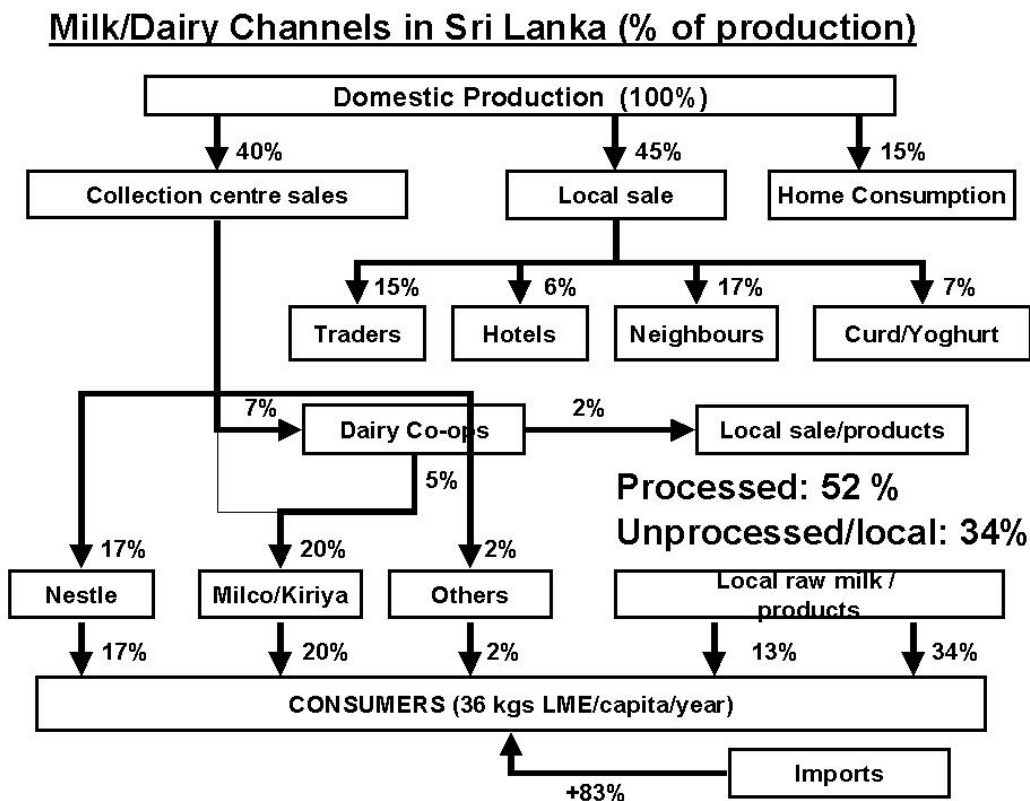 Milk/Dairy Channels in Sri Lanka (% of production)
Domestic Production (100%)
40%
45%
15%
Collection centre sales
Local sale
Home Consumption
15%
6%
17%
7%
Traders
Hotels
Neighbours
Curd/Yoghurt
7%
Dairy Co-ops
2%
Local sale/products
5%
Processed: 52 %
Unprocessed/local: 34%
17%
20%
2%
Nestle
Milco/Kiriya
Others
Local raw milk /
products
17%
20%
2%
13%
34%
CONSUMERS (36 kgs LME/capita/year)
+83%
Imports